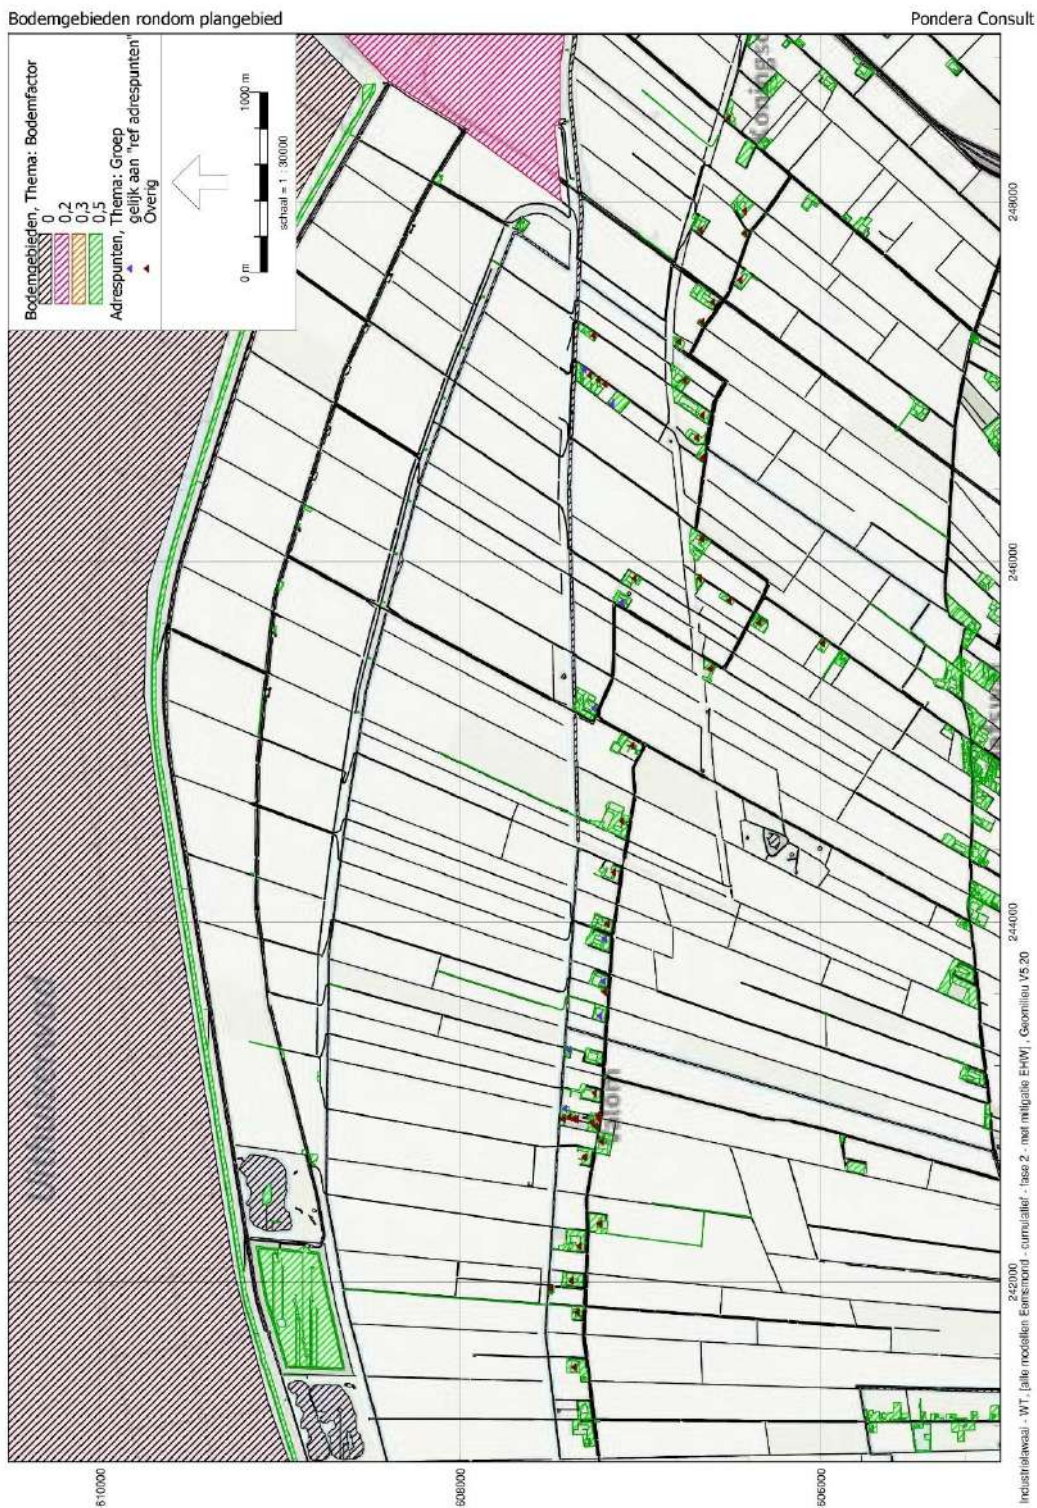 Bodemgebieden rondom plangebied
Pondera Consult
Bodemgebieden, Thema: Bodemfactor
0
0,2
0,3
0,5
Adrespunten, Thema: Groep
gelijk aan "ref adrespunten"
Overig
0 m
1000 m
schaal = 1 : 30000
248000
246000
244000
242000
610000
608000
606000
Industrielawaai - WT, [alle modellen Eemsmond - cumulatief - fase 2 - met mitigatie EHW] , Geomilieu V5.20